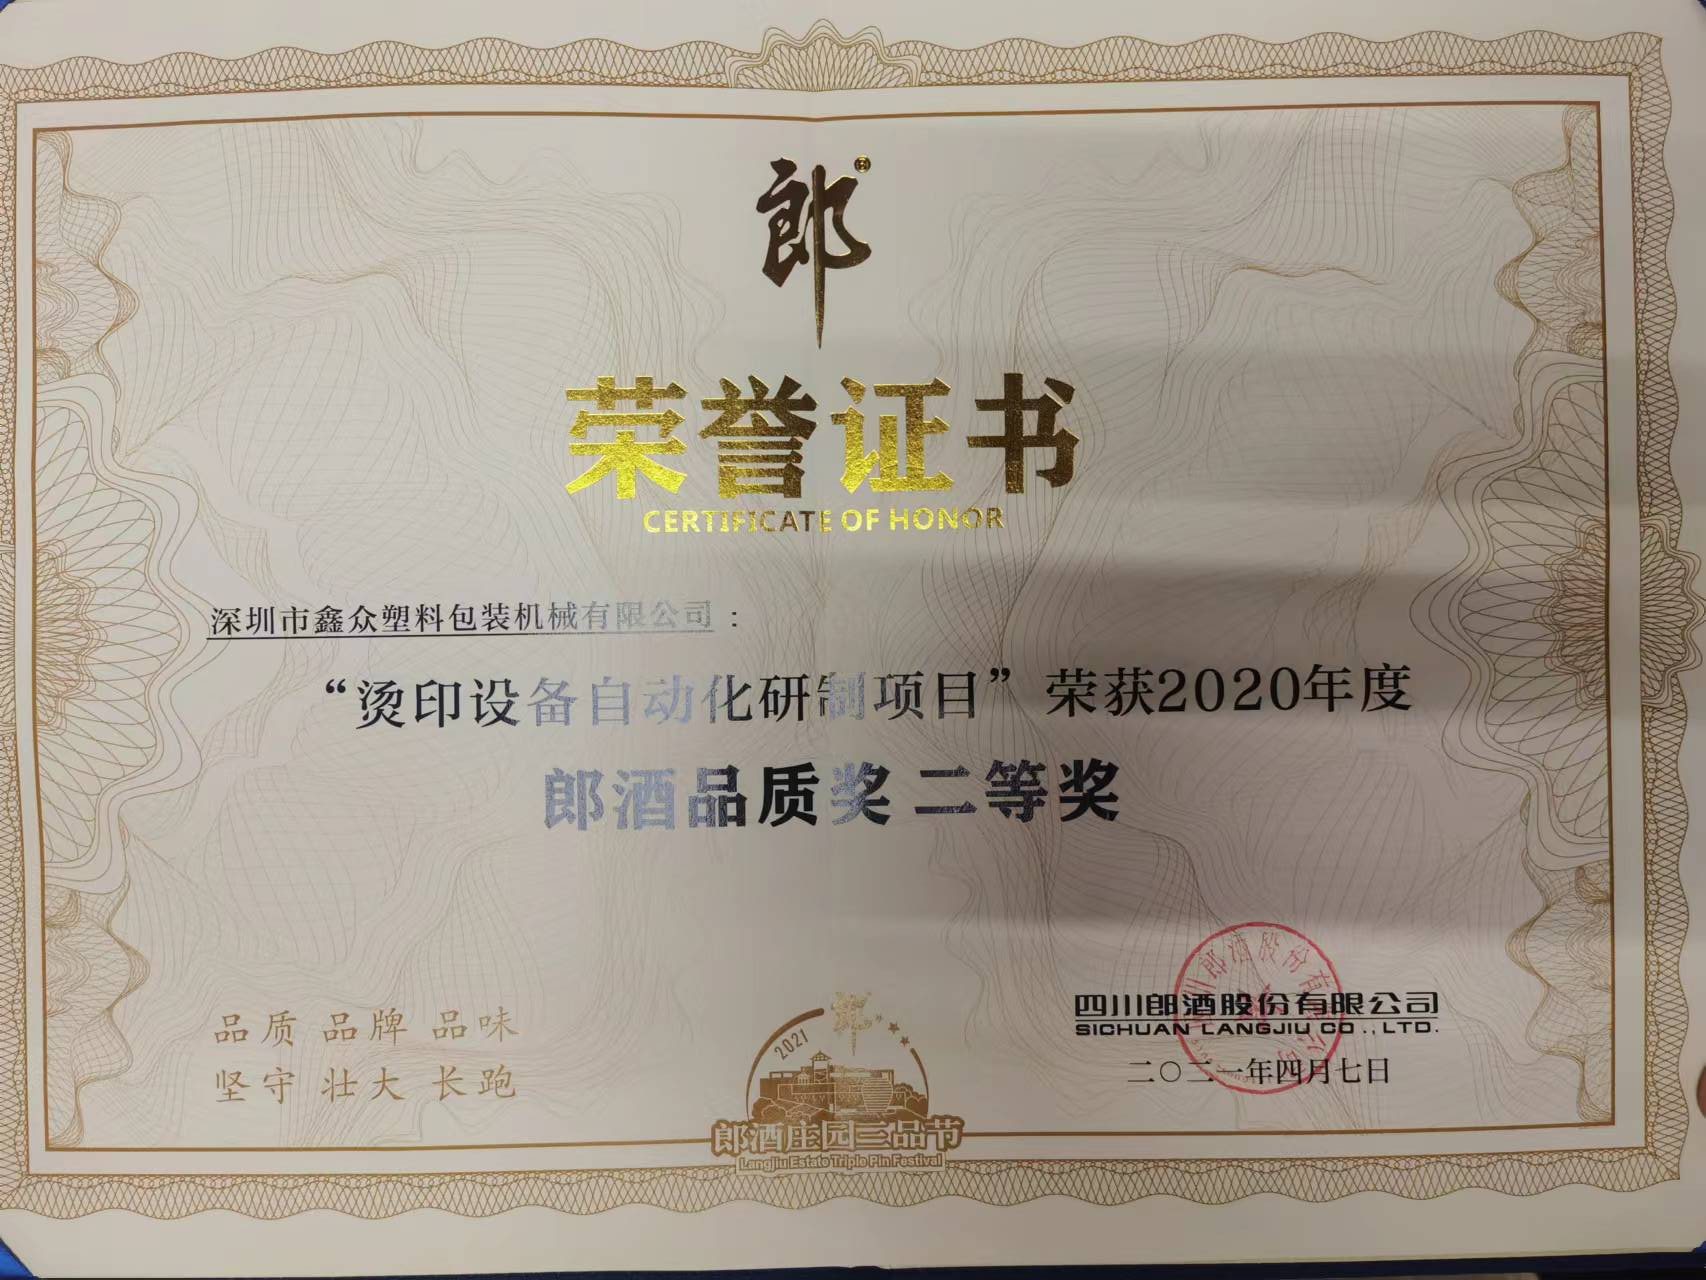 郎
荣誉证书
CERTIFICATE OF HONOR
深圳市鑫众塑料包装机械有限公司：
“烫印设备自动化研制项目”荣获2020年度
郎酒品质奖 二等奖
品质 品牌 品味
坚守 壮大 长跑
2021
郎
郎酒庄园三品节
Langjiu Estate Triple Pin Festival
四川郎酒股份有限公司
SICHUAN LANGJIU CO.,LTD.
二〇二一年四月七日